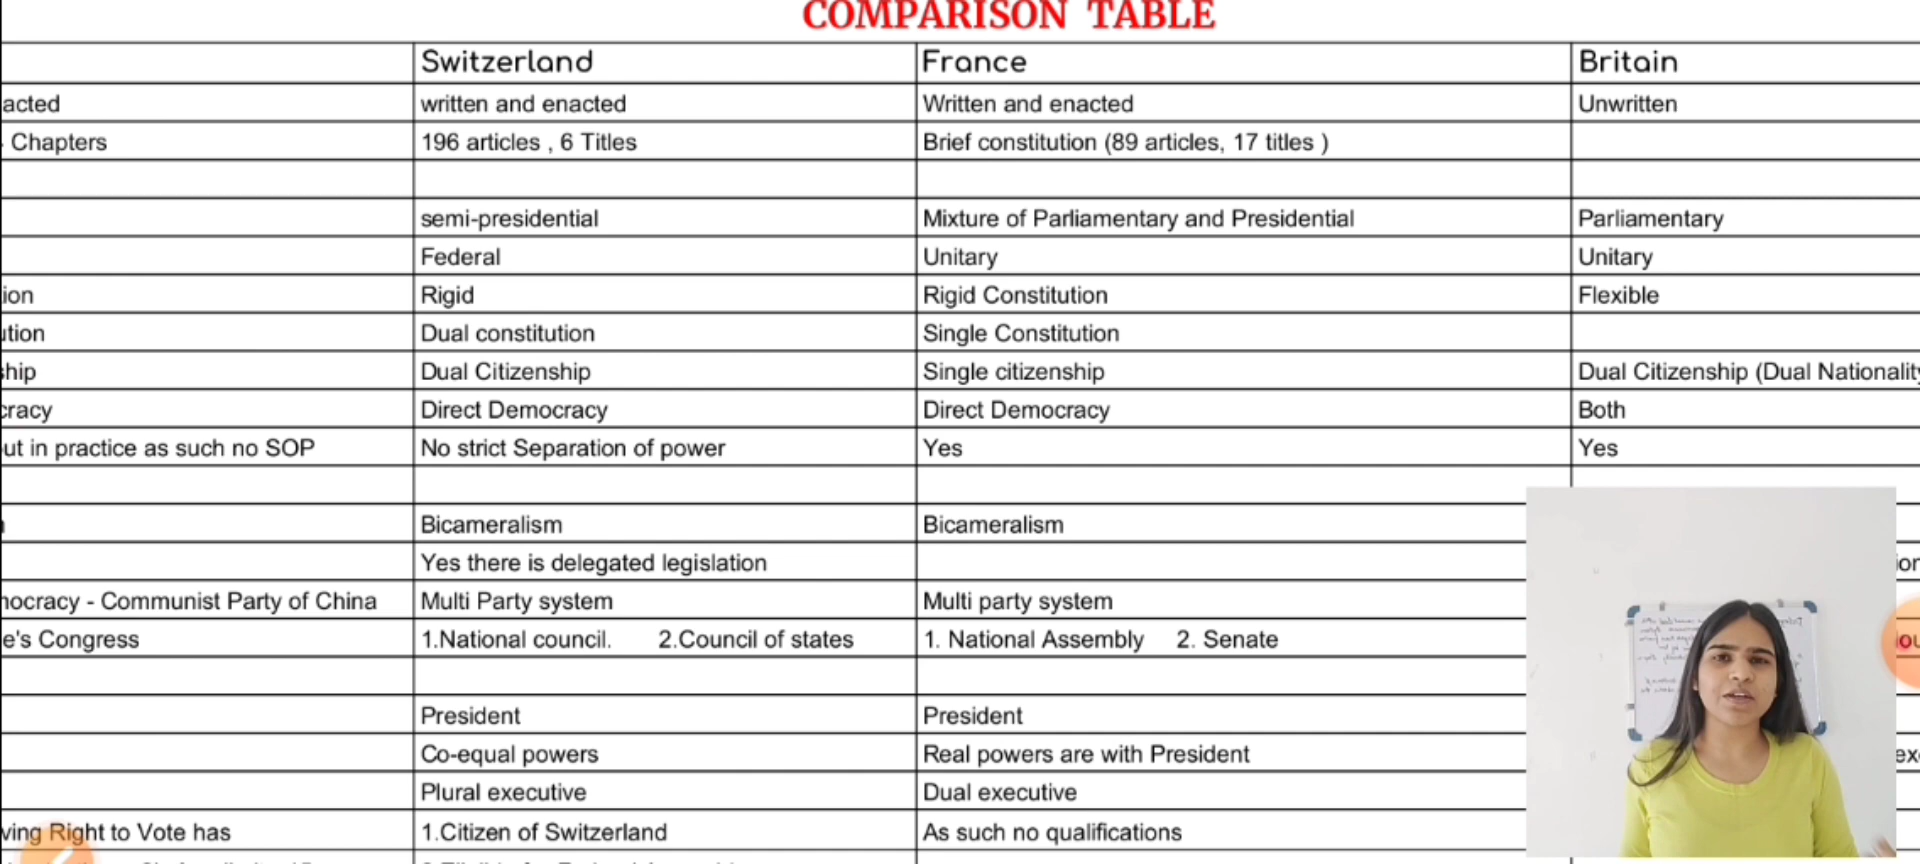 COMPARISON TABLE
Switzerland France Britain
acted written and enacted Written and enacted Unwritten
Chapters 196 articles , 6 Titles Brief constitution (89 articles, 17 titles )
semi-presidential Mixture of Parliamentary and Presidential Parliamentary
Federal Unitary Unitary
ion Rigid Rigid Constitution Flexible
ution Dual constitution Single Constitution
ship Dual Citizenship Single citizenship Dual Citizenship (Dual Nationality
cracy Direct Democracy Direct Democracy Both
ut in practice as such no SOP No strict Separation of power Yes Yes
Bicameralism Bicameralism
Yes there is delegated legislation
nocracy - Communist Party of China Multi Party system Multi party system
e's Congress 1.National council. 2.Council of states 1. National Assembly 2. Senate
President President
Co-equal powers Real powers are with President
Plural executive Dual executive
ving Right to Vote has 1.Citizen of Switzerland As such no qualifications